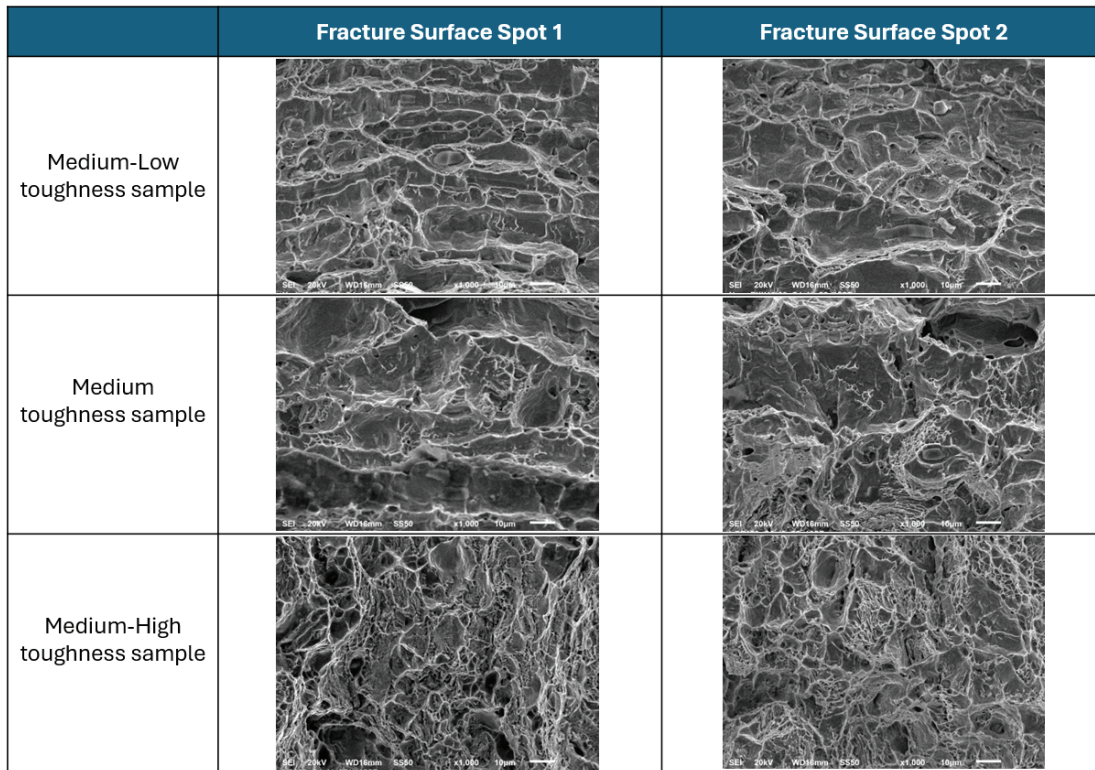 Fracture Surface Spot 1
Fracture Surface Spot 2
Medium-Low
toughness sample
SEI 20kV WD16mm SS50 x1,000 10µm
SEI 20kV WD16mm SS50 x1,000 10µm
Medium
toughness sample
SEI 20kV WD16mm SS50 x1,000 10µm
SEI 20kV WD16mm SS50 x1,000 10µm
Medium-High
toughness sample
SEI 20kV WD16mm SS50 x1,000 10µm
SEI 20kV WD16mm SS50 x1,000 10µm